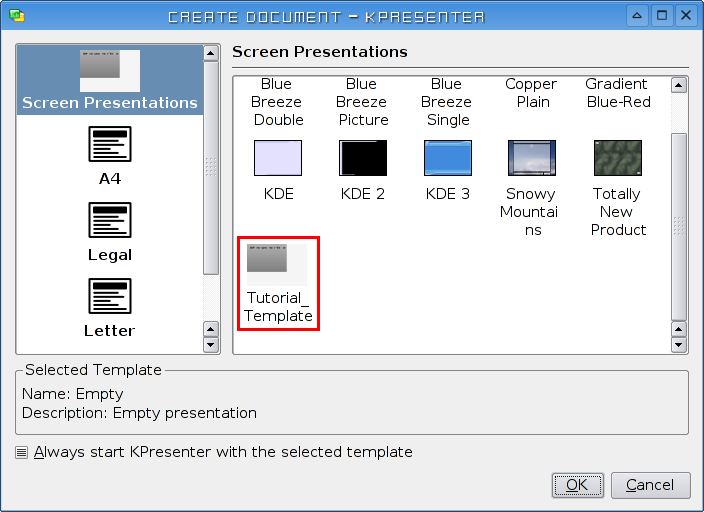 CREATE DOCUMENT - KPRESENTER
Screen Presentations
A4
Legal
Letter
Screen Presentations
Blue Breeze Double
Blue Breeze Picture
Blue Breeze Single
Copper Plain
Gradient Blue-Red
KDE
KDE 2
KDE 3
Snowy Mountai ns
Totally New Product
Tutorial_ Template
Selected Template
Name: Empty
Description: Empty presentation
Always start KPresenter with the selected template
OK
Cancel